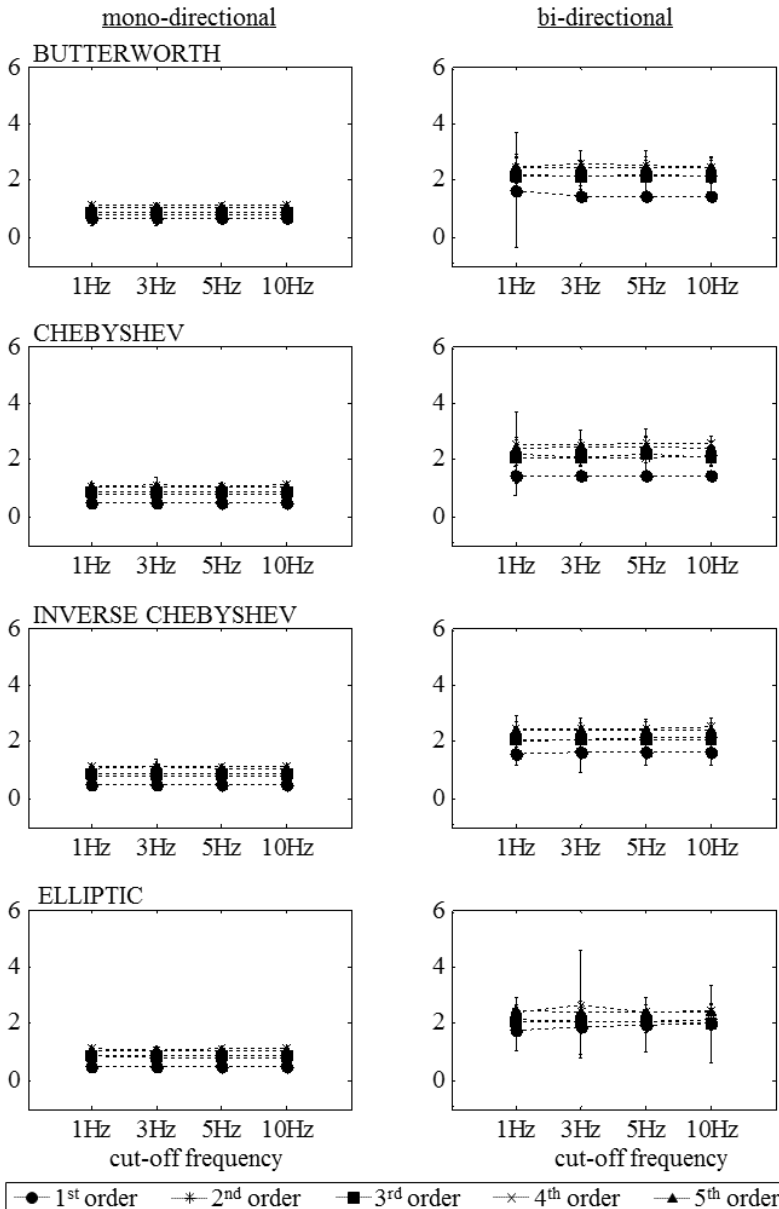 mono-directional bi-directional
BUTTERWORTH
6 6
4 4
2 2
0 0
1Hz 3Hz 5Hz 10Hz 1Hz 3Hz 5Hz 10Hz
CHEBYSHEV
6 6
4 4
2 2
0 0
1Hz 3Hz 5Hz 10Hz 1Hz 3Hz 5Hz 10Hz
INVERSE CHEBYSHEV
6 6
4 4
2 2
0 0
1Hz 3Hz 5Hz 10Hz 1Hz 3Hz 5Hz 10Hz
ELLIPTIC
6 6
4 4
2 2
0 0
1Hz 3Hz 5Hz 10Hz 1Hz 3Hz 5Hz 10Hz
cut-off frequency cut-off frequency
1st order 2nd order 3rd order 4th order 5th order